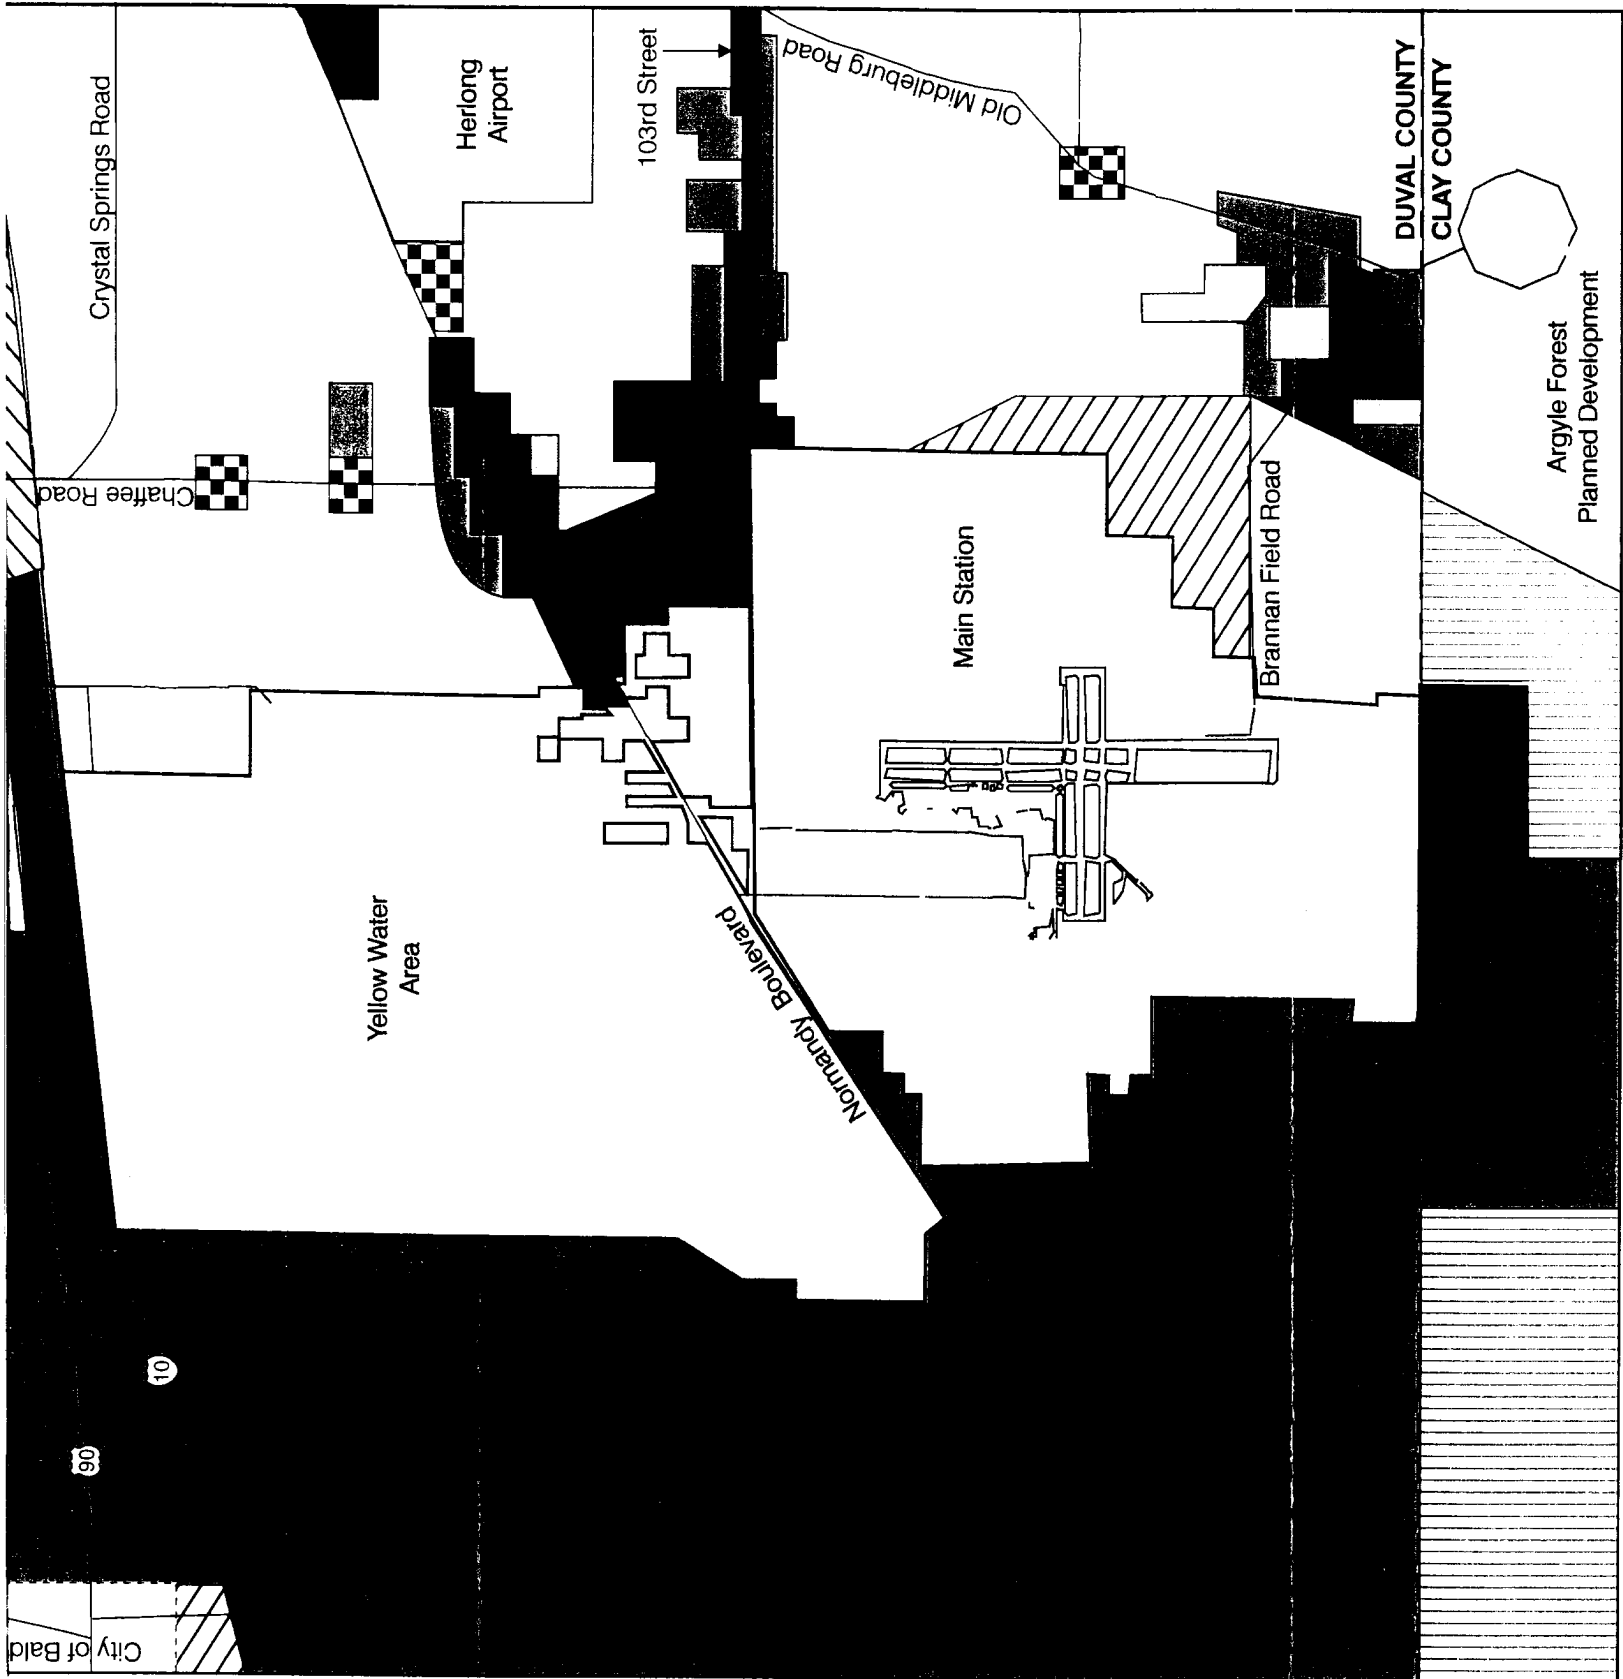 Crystal Springs Road
Herlong
Airport
103rd Street
Old Middleburg Road
DUVAL COUNTY
CLAY COUNTY
Chaffee Road
Argyle Forest
Planned Development
Main Station
Brannan Field Road
Yellow Water
Area
Normandy Boulevard
10
90
City of Bald